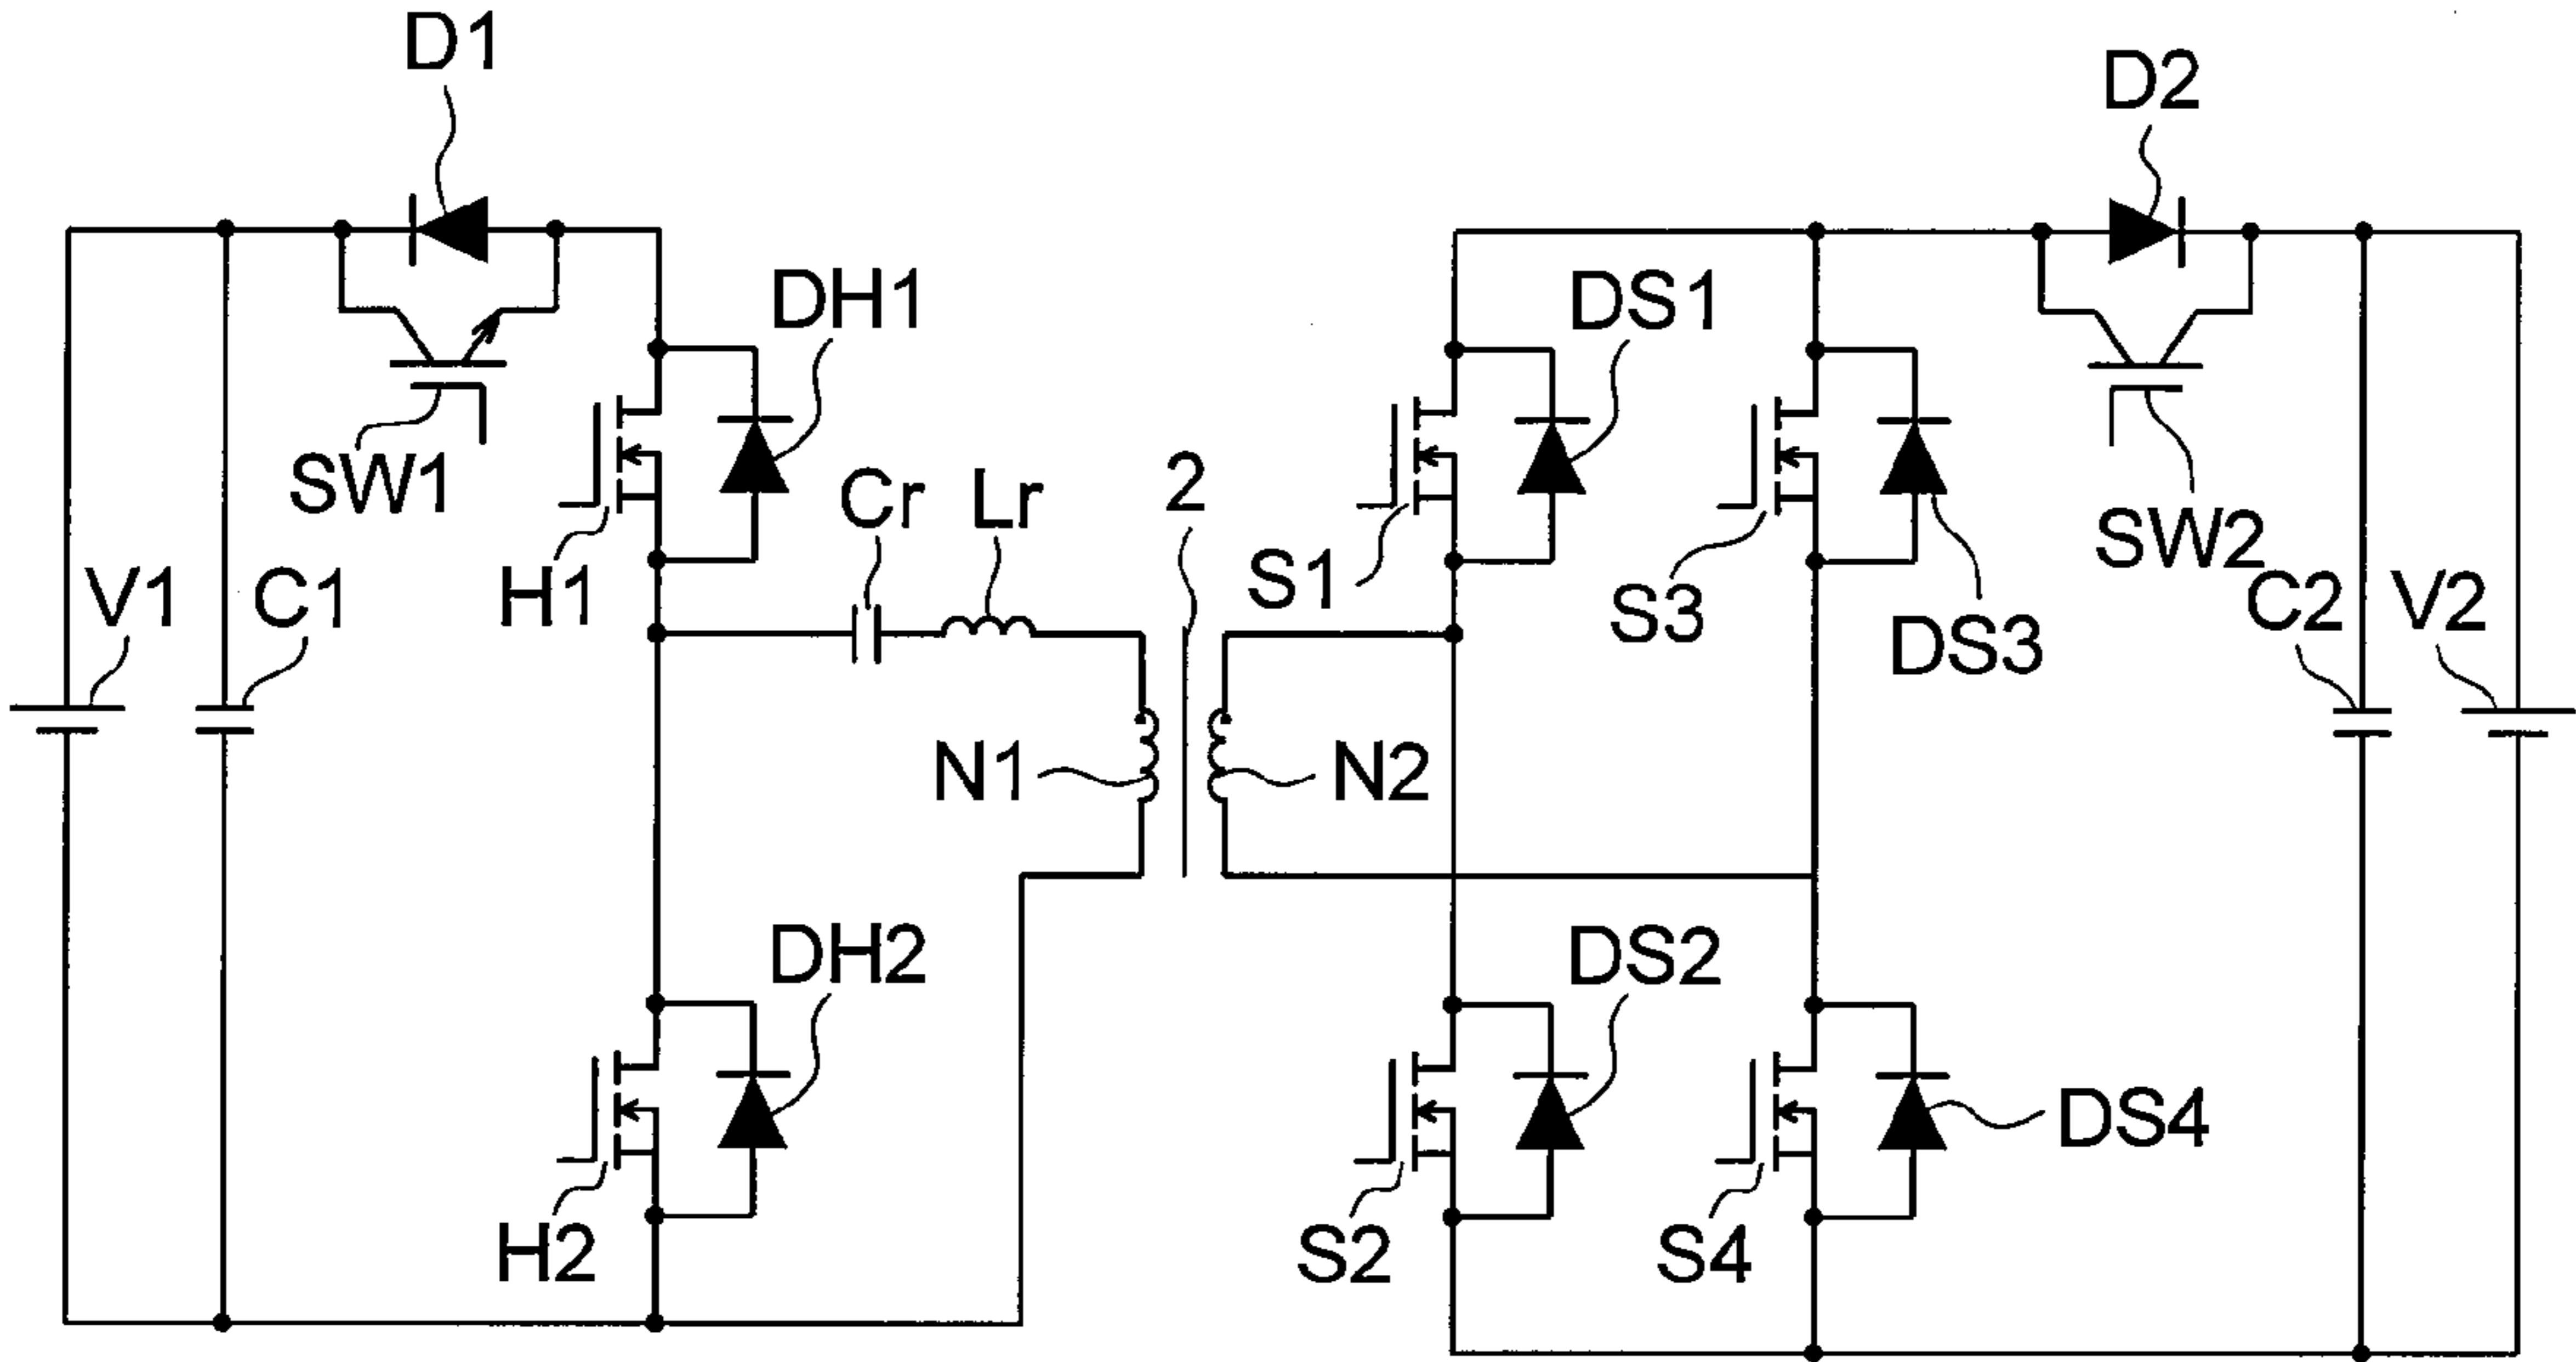 D1
D2
DH1
DS1
SW1
Cr
Lr
2
SW2
H1
S1
S3
DS3
V1
C1
C2
V2
N1
N2
DH2
DS2
DS4
H2
S2
S4